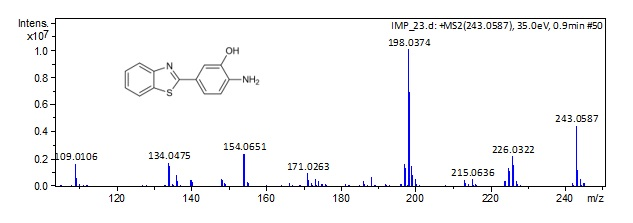 Intens.
x10⁷
IMP_23.d: +MS2(243.0587), 35.0eV, 0.9min #50
1.0
0.8
0.6
0.4
0.2
0.0
198.0374
243.0587
154.0651
226.0322
134.0475
109.0106
171.0263
215.0636
N
S
OH
NH₂
120
140
160
180
200
220
240
m/z